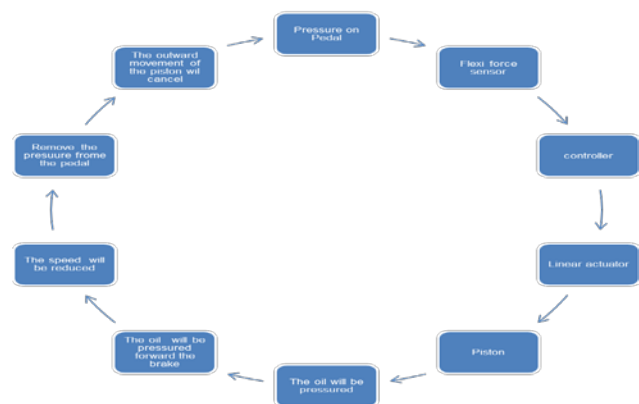 Pressure on
Pedal
Flexi force
sensor
controller
Linear actuator
Piston
The oil will be
pressured
The oil will be
pressured
forward the
brake
The speed will
be reduced
Remove the
presuure frome
the pedal
The outward
movement of
the piston wil
cancel